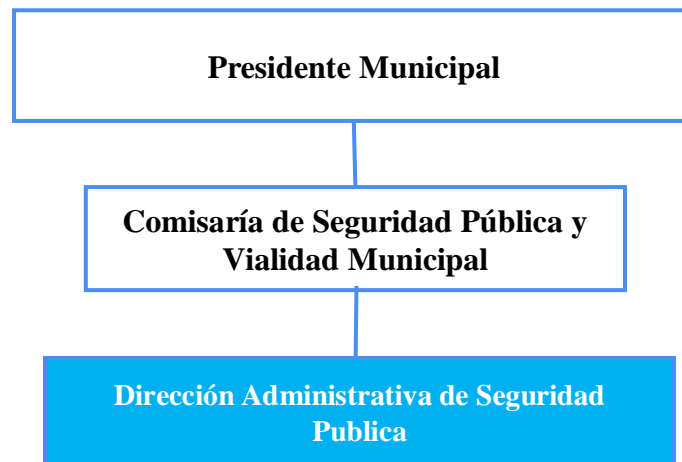 Presidente Municipal
Comisaría de Seguridad Pública y
Vialidad Municipal
Dirección Administrativa de Seguridad
Publica